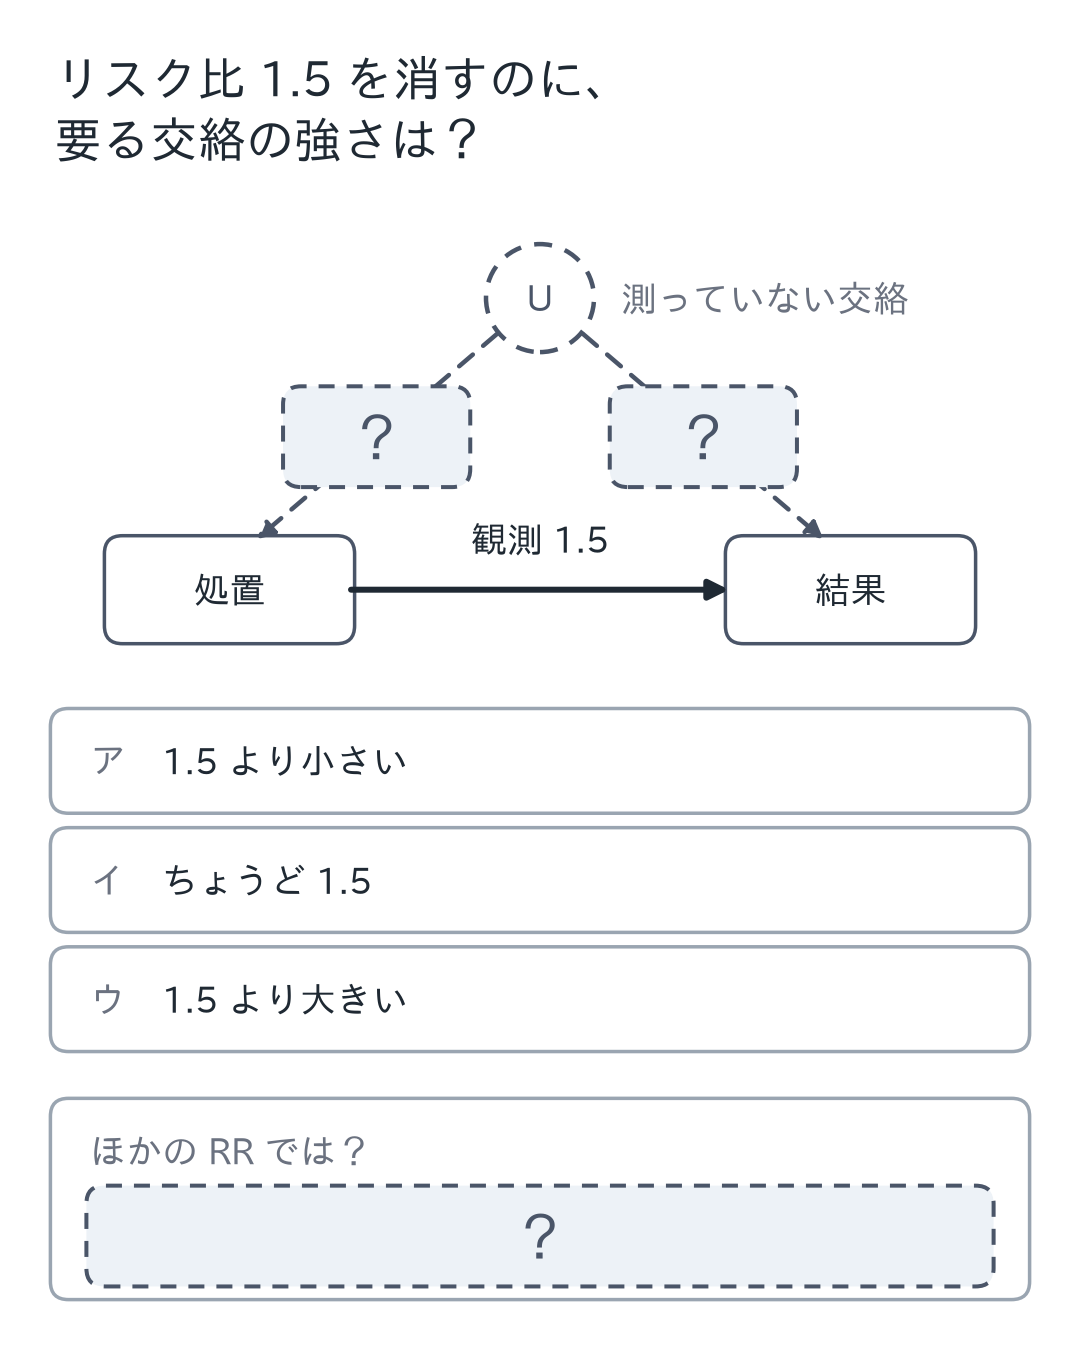 リスク比 1.5 を消すのに、
要る交絡の強さは？
U
測っていない交絡
？
？
観測 1.5
処置
結果
ア 1.5 より小さい
イ ちょうど 1.5
ウ 1.5 より大きい
ほかの RR では？
？